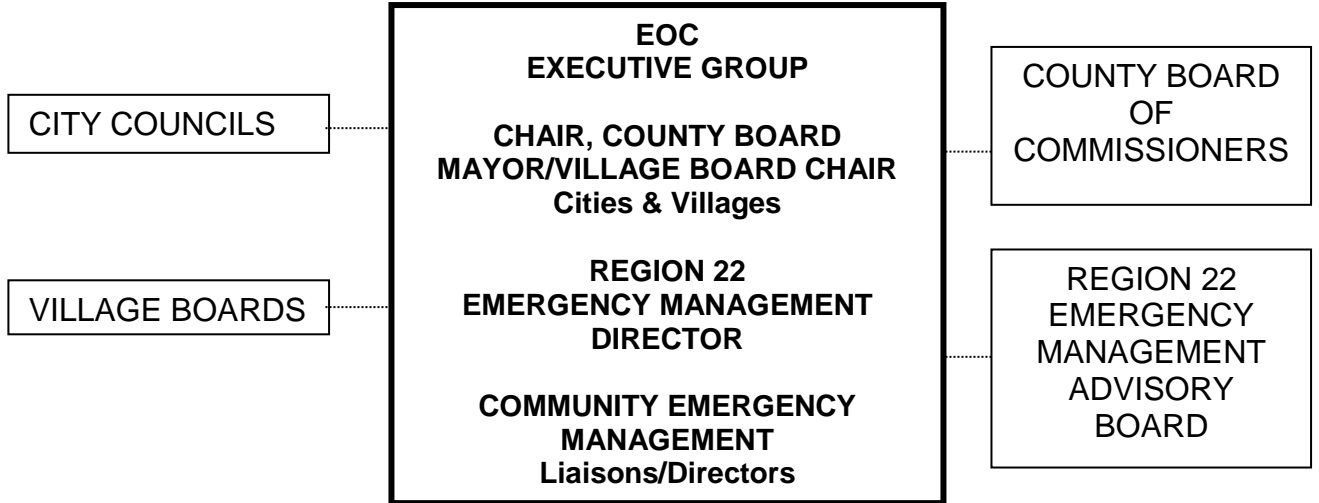 CITY COUNCILS
VILLAGE BOARDS
EOC
EXECUTIVE GROUP
CHAIR, COUNTY BOARD
MAYOR/VILLAGE BOARD CHAIR
Cities & Villages
REGION 22
EMERGENCY MANAGEMENT
DIRECTOR
COMMUNITY EMERGENCY
MANAGEMENT
Liaisons/Directors
COUNTY BOARD
OF
COMMISSIONERS
REGION 22
EMERGENCY
MANAGEMENT
ADVISORY
BOARD